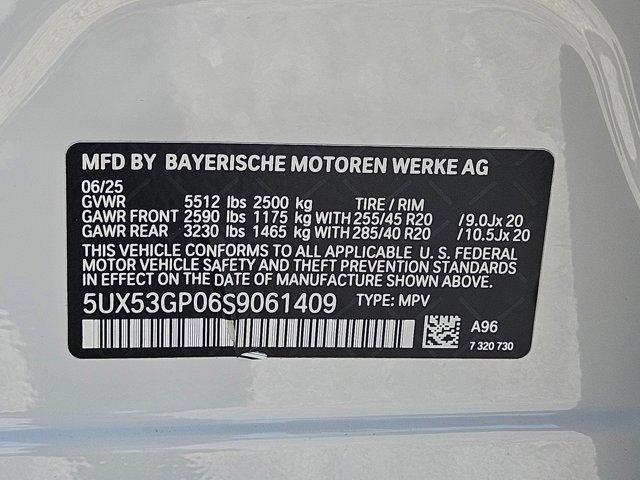 MFD BY BAYERISCHE MOTOREN WERKE AG
06/25
GVWR 5512 lbs 2500 kg TIRE / RIM
GAWR FRONT 2590 lbs 1175 kg WITH 255/45 R20 /9.0Jx 20
GAWR REAR 3230 lbs 1465 kg WITH 285/40 R20 /10.5Jx 20
THIS VEHICLE CONFORMS TO ALL APPLICABLE U. S. FEDERAL
MOTOR VEHICLE SAFETY AND THEFT PREVENTION STANDARDS
IN EFFECT ON THE DATE OF MANUFACTURE SHOWN ABOVE.
5UX53GP06S9061409 TYPE: MPV
A96
7 320 730